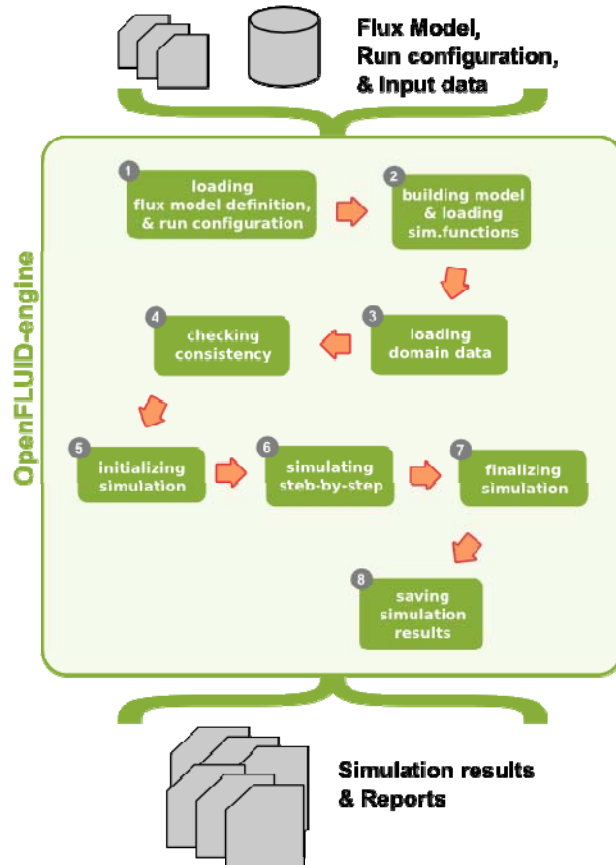 Flux Model,
Run configuration,
& Input data
OpenFLUID-engine
1
loading
flux model definition,
& run configuration
2
building model
& loading
sim.functions
3
loading
domain data
4
checking
consistency
5
initializing
simulation
6
simulating
steb-by-step
7
finalizing
simulation
8
saving
simulation
results
Simulation results
& Reports